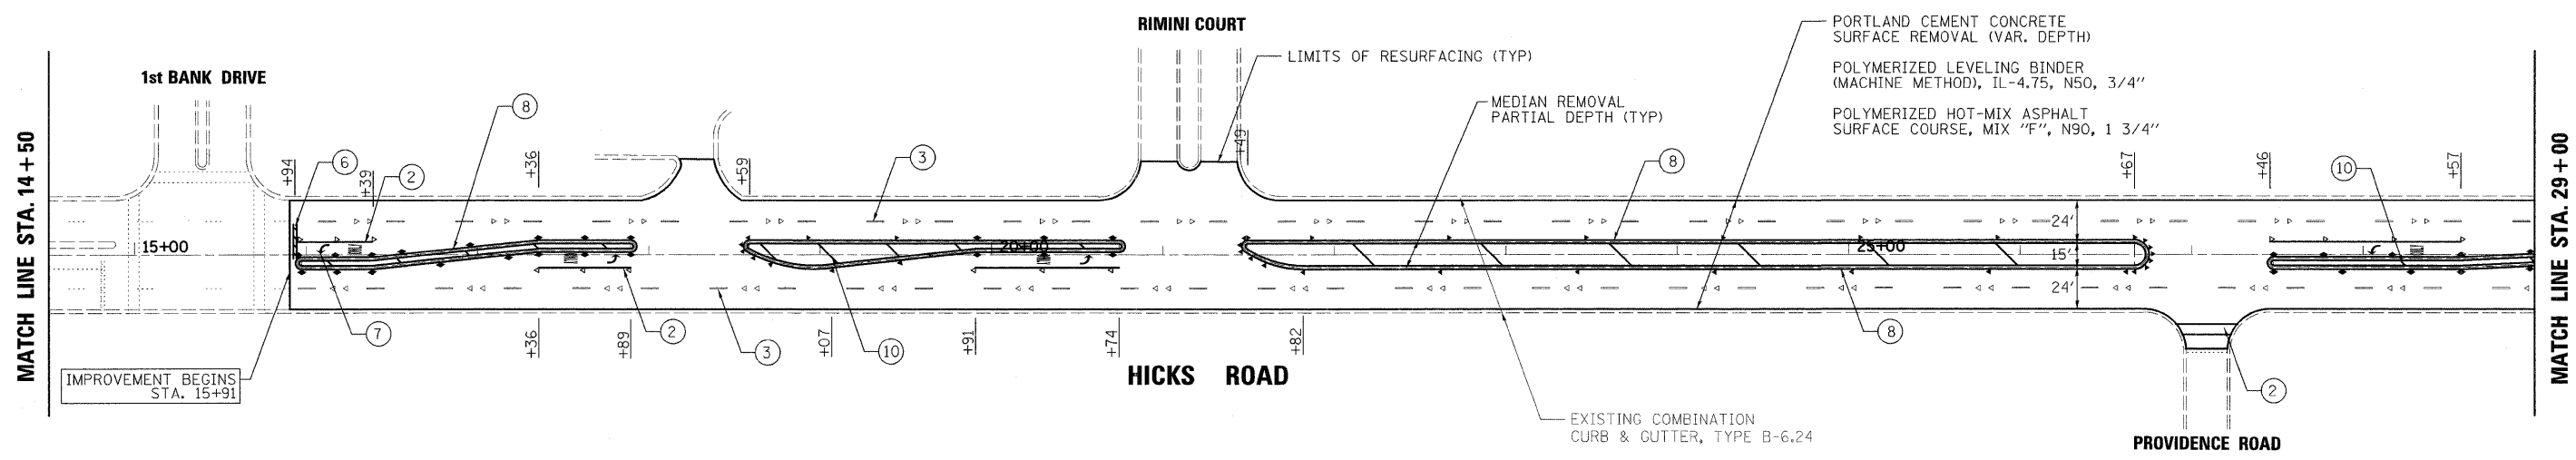 RIMINI COURT
1st BANK DRIVE
LIMITS OF RESURFACING (TYP)
PORTLAND CEMENT CONCRETE
SURFACE REMOVAL (VAR. DEPTH)
POLYMERIZED LEVELING BINDER
(MACHINE METHOD), IL-4.75, N50, 3/4"
POLYMERIZED HOT-MIX ASPHALT
SURFACE COURSE, MIX "F", N90, 1 3/4"
MEDIAN REMOVAL
PARTIAL DEPTH (TYP)
MATCH LINE STA. 14+50
MATCH LINE STA. 29+00
8
6
2
3
8
10
+94
+39
+36
+59
+49
+67
+46
+57
15+00
20+00
25+00
24'
15'
24'
7
2
3
10
8
2
+36
+89
+07
+91
+74
+82
IMPROVEMENT BEGINS
STA. 15+91
HICKS ROAD
EXISTING COMBINATION
CURB & GUTTER, TYPE B-6.24
PROVIDENCE ROAD